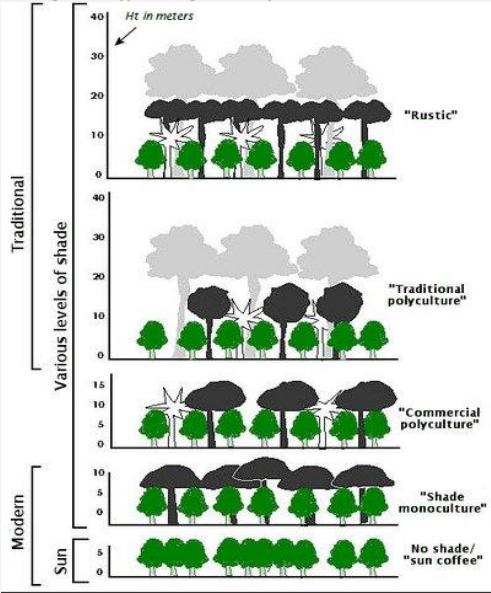 Ht in meters
40
30
20
10
0
"Rustic"
40
30
20
10
0
"Traditional
polyculture"
15
10
5
0
"Commercial
polyculture"
10
5
0
"Shade
monoculture"
5
0
No shade/
"sun coffee"
Traditional
Various levels of shade
Modern
Sun